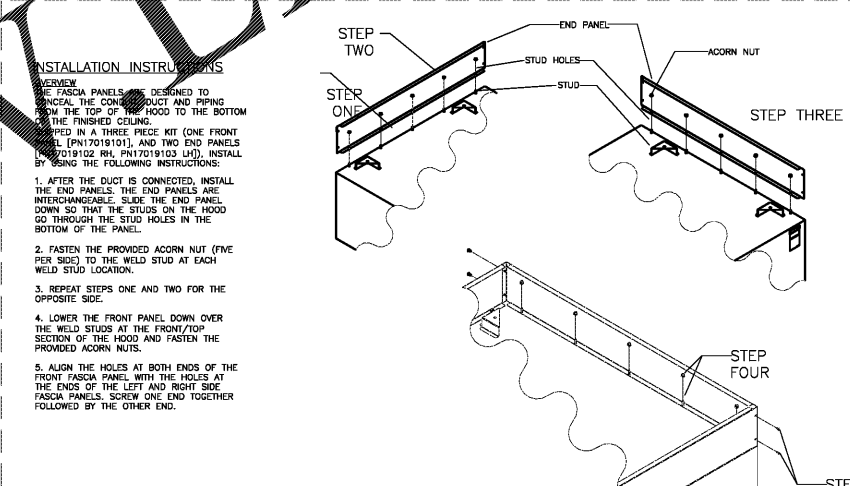 INSTALLATION INSTRUCTIONS
OVERVIEW
THE FASCIA PANELS ARE DESIGNED TO
CONCEAL THE CONDUIT, DUCT AND PIPING
FROM THE TOP OF THE HOOD TO THE BOTTOM
OF THE FINISHED CEILING.
SHIPPED IN A THREE PIECE KIT (ONE FRONT
PANEL [PN17019101], AND TWO END PANELS
[PN17019102 RH, PN17019103 LH]), INSTALL
BY USING THE FOLLOWING INSTRUCTIONS:
1. AFTER THE DUCT IS CONNECTED, INSTALL
THE END PANELS. THE END PANELS ARE
INTERCHANGEABLE. SLIDE THE END PANEL
DOWN SO THAT THE STUDS ON THE HOOD
GO THROUGH THE STUD HOLES IN THE
BOTTOM OF THE PANEL.
2. FASTEN THE PROVIDED ACORN NUT (FIVE
PER SIDE) TO THE WELD STUD AT EACH
WELD STUD LOCATION.
3. REPEAT STEPS ONE AND TWO FOR THE
OPPOSITE SIDE.
4. LOWER THE FRONT PANEL DOWN OVER
THE WELD STUDS AT THE FRONT/TOP
SECTION OF THE HOOD AND FASTEN THE
PROVIDED ACORN NUTS.
5. ALIGN THE HOLES AT BOTH ENDS OF THE
FRONT FASCIA PANEL WITH THE HOLES AT
THE ENDS OF THE LEFT AND RIGHT SIDE
FASCIA PANELS. SCREW ONE END TOGETHER
FOLLOWED BY THE OTHER END.
STEP
TWO
STEP
ONE
END PANEL
STUD HOLES
STUD
ACORN NUT
STEP THREE
STEP
FOUR